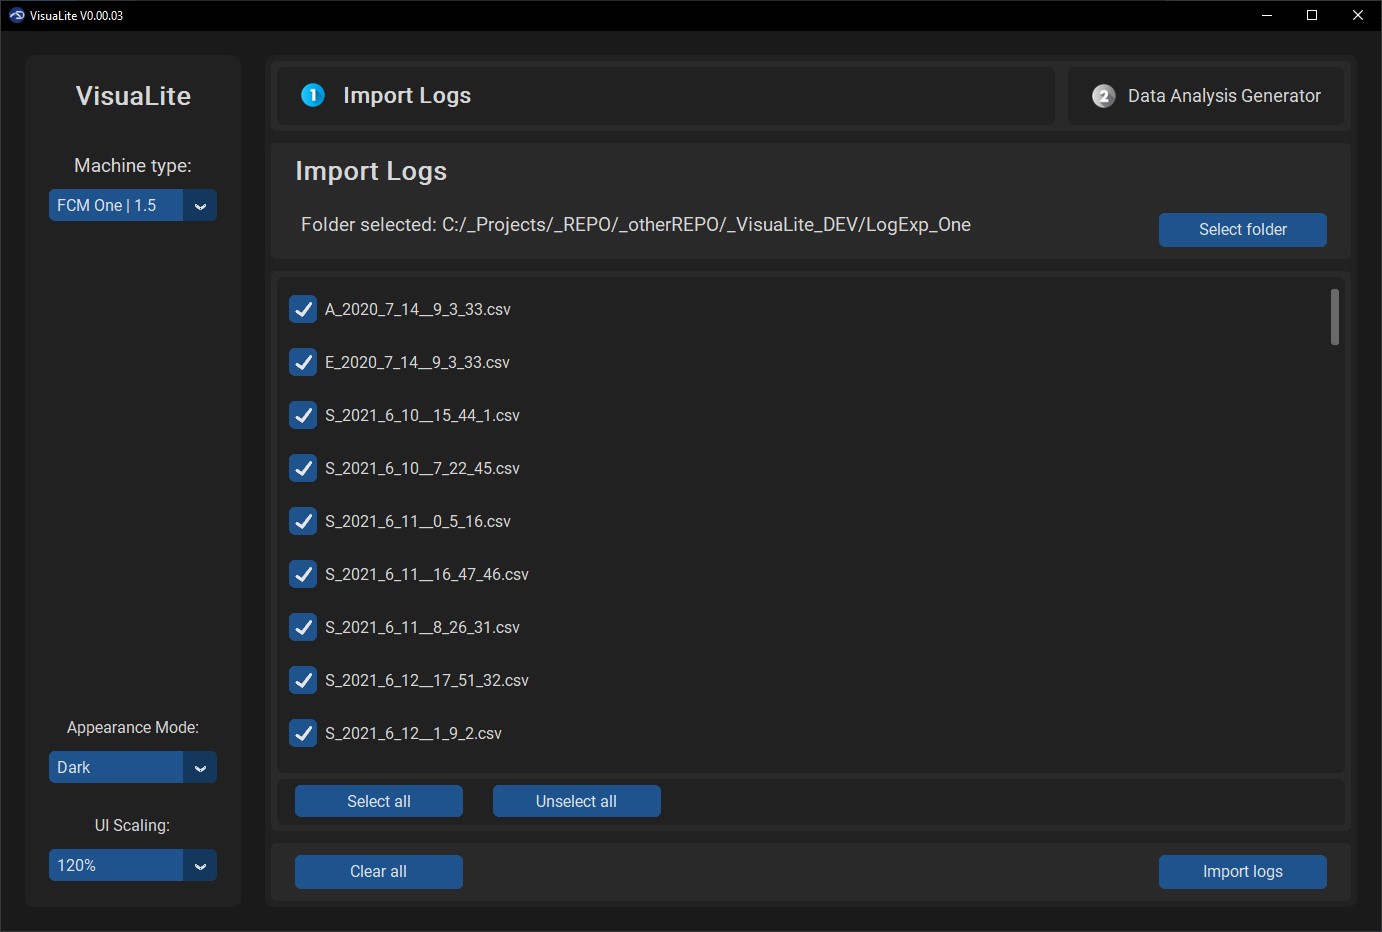 VisuaLite V0.00.03
VisuaLite
Machine type:
FCM One | 1.5
Appearance Mode:
Dark
UI Scaling:
120%
1 Import Logs
2 Data Analysis Generator
Import Logs
Folder selected: C:/_Projects/_REPO/_otherREPO/_VisuaLite_DEV/LogExp_One
Select folder
A_2020_7_14__9_3_33.csv
E_2020_7_14__9_3_33.csv
S_2021_6_10__15_44_1.csv
S_2021_6_10__7_22_45.csv
S_2021_6_11__0_5_16.csv
S_2021_6_11__16_47_46.csv
S_2021_6_11__8_26_31.csv
S_2021_6_12__17_51_32.csv
S_2021_6_12__1_9_2.csv
Select all
Unselect all
Clear all
Import logs